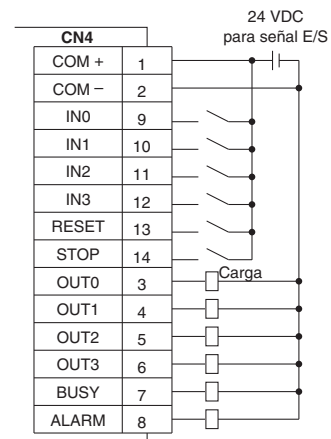 24 VDC
para señal E/S
CN4
COM + 1
COM – 2
IN0 9
IN1 10
IN2 11
IN3 12
RESET 13
STOP 14
OUT0 3 Carga
OUT1 4
OUT2 5
OUT3 6
BUSY 7
ALARM 8